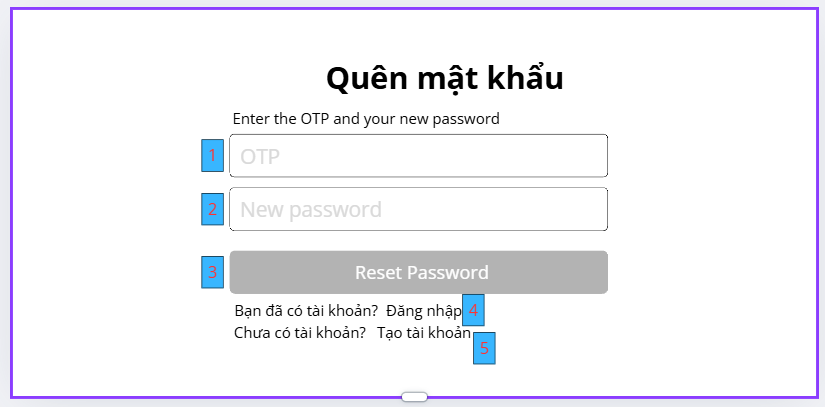 Quên mật khẩu
Enter the OTP and your new password
1 OTP
2 New password
3 Reset Password
Bạn đã có tài khoản? Đăng nhập 4
Chưa có tài khoản? Tạo tài khoản 5